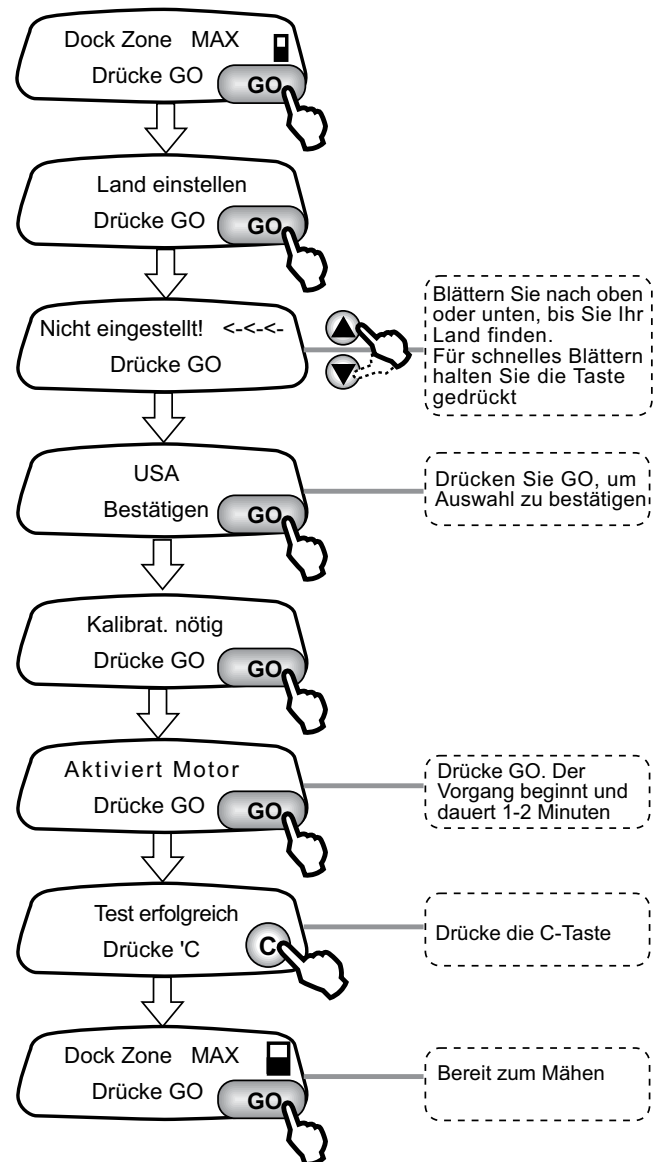 Dock Zone MAX
Drücke GO GO
Land einstellen
Drücke GO GO
Nicht eingestellt! <-<-<-
Drücke GO
Blättern Sie nach oben
oder unten, bis Sie Ihr
Land finden.
Für schnelles Blättern
halten Sie die Taste
gedrückt
USA
Bestätigen GO
Drücken Sie GO, um
Auswahl zu bestätigen
Kalibrat. nötig
Drücke GO GO
Aktiviert Motor
Drücke GO GO
Drücke GO. Der
Vorgang beginnt und
dauert 1-2 Minuten
Test erfolgreich
Drücke 'C C
Drücke die C-Taste
Dock Zone MAX
Drücke GO GO
Bereit zum Mähen